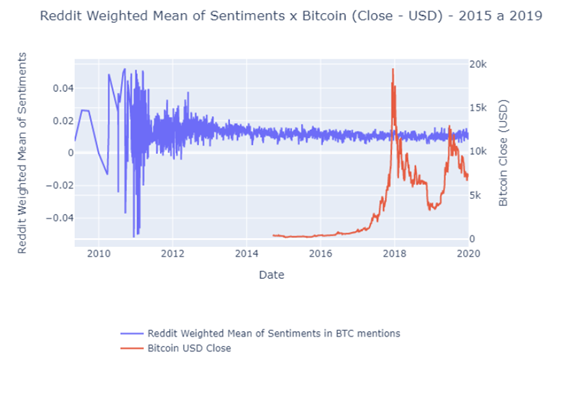 Reddit Weighted Mean of Sentiments x Bitcoin (Close - USD) - 2015 a 2019
Reddit Weighted Mean of Sentiments
0.04
0.02
0
−0.02
−0.04
20k
15k
10k
5k
0
Bitcoin Close (USD)
2010 2012 2014 2016 2018 2020
Date
Reddit Weighted Mean of Sentiments in BTC mentions
Bitcoin USD Close